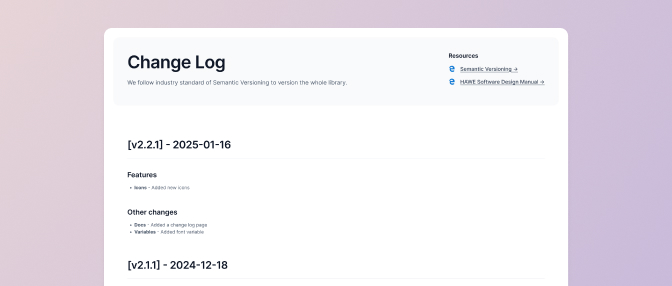 Change Log
We follow industry standard of Semantic Versioning to version the whole library.
Resources
Semantic Versioning →
HAWE Software Design Manual →
[v2.2.1] - 2025-01-16
Features
• Icons - Added new icons
Other changes
• Docs - Added a change log page
• Variables - Added font variable
[v2.1.1] - 2024-12-18